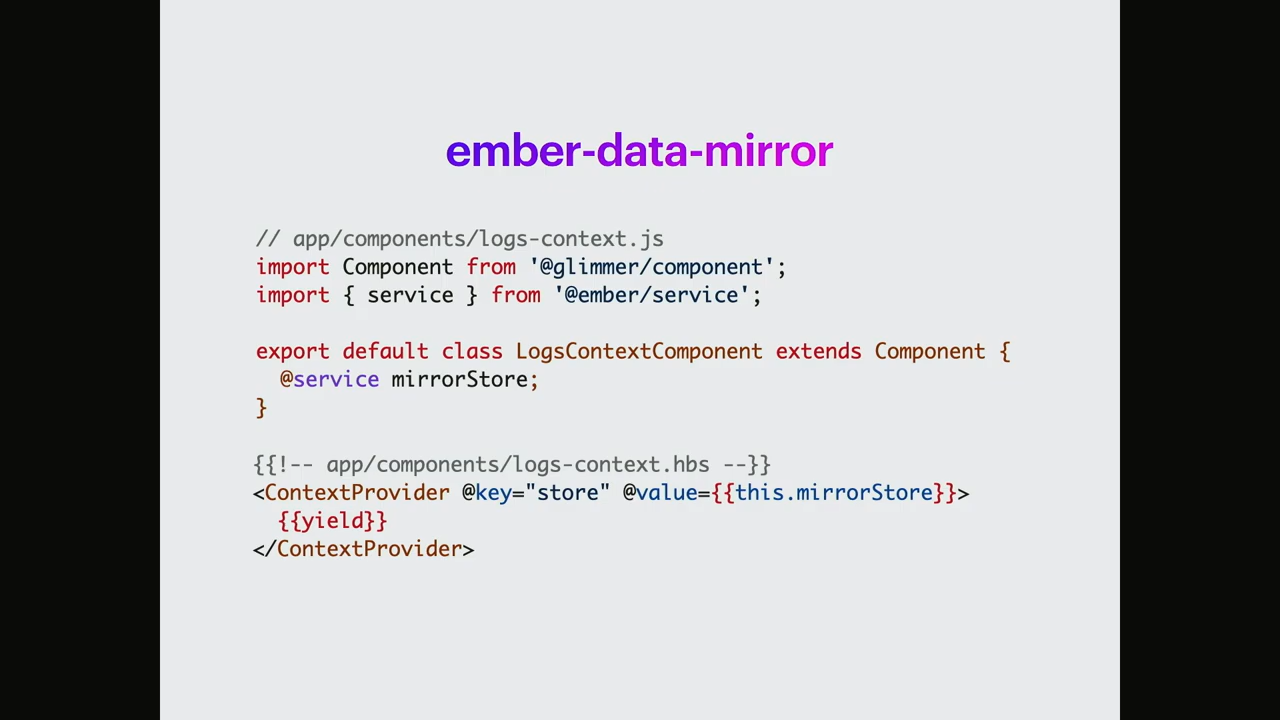 ember-data-mirror
// app/components/logs-context.js
import Component from '@glimmer/component';
import { service } from '@ember/service';
export default class LogsContextComponent extends Component {
@service mirrorStore;
}
{{!-- app/components/logs-context.hbs --}}
<ContextProvider @key="store" @value={{this.mirrorStore}}>
{{yield}}
</ContextProvider>